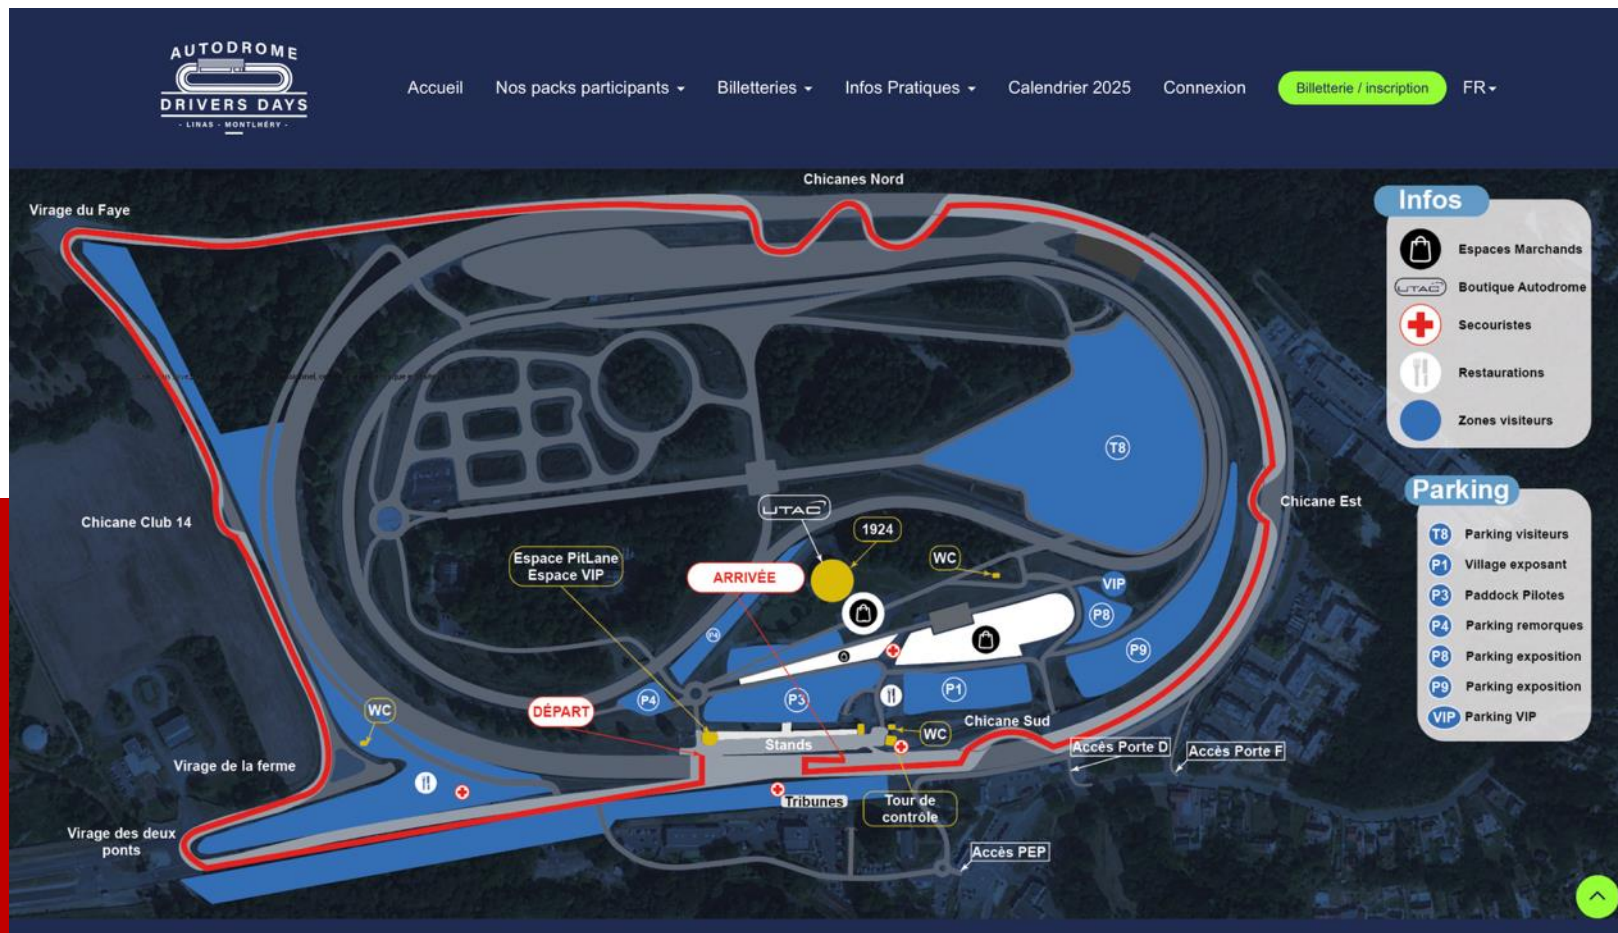 AUTODROME
DRIVERS DAYS
- LINAS - MONTLHÉRY -
Accueil
Nos packs participants
Billetteries
Infos Pratiques
Calendrier 2025
Connexion
Billetterie / inscription
FR
Chicanes Nord
Virage du Faye
Infos
Espaces Marchands
UTAC
Boutique Autodrome
Secouristes
Restaurations
Zones visiteurs
T8
Chicane Est
Parking
T8 Parking visiteurs
P1 Village exposant
P3 Paddock Pilotes
P4 Parking remorques
P8 Parking exposition
P9 Parking exposition
VIP Parking VIP
Chicane Club 14
UTAC
1924
Espace PitLane
Espace VIP
ARRIVÉE
WC
VIP
P8
P4
P9
P4
P3
P1
DÉPART
WC
Chicane Sud
WC
Stands
Accès Porte D
Accès Porte F
Virage de la ferme
Tribunes
Tour de
contrôle
Virage des deux
ponts
Accès PEP